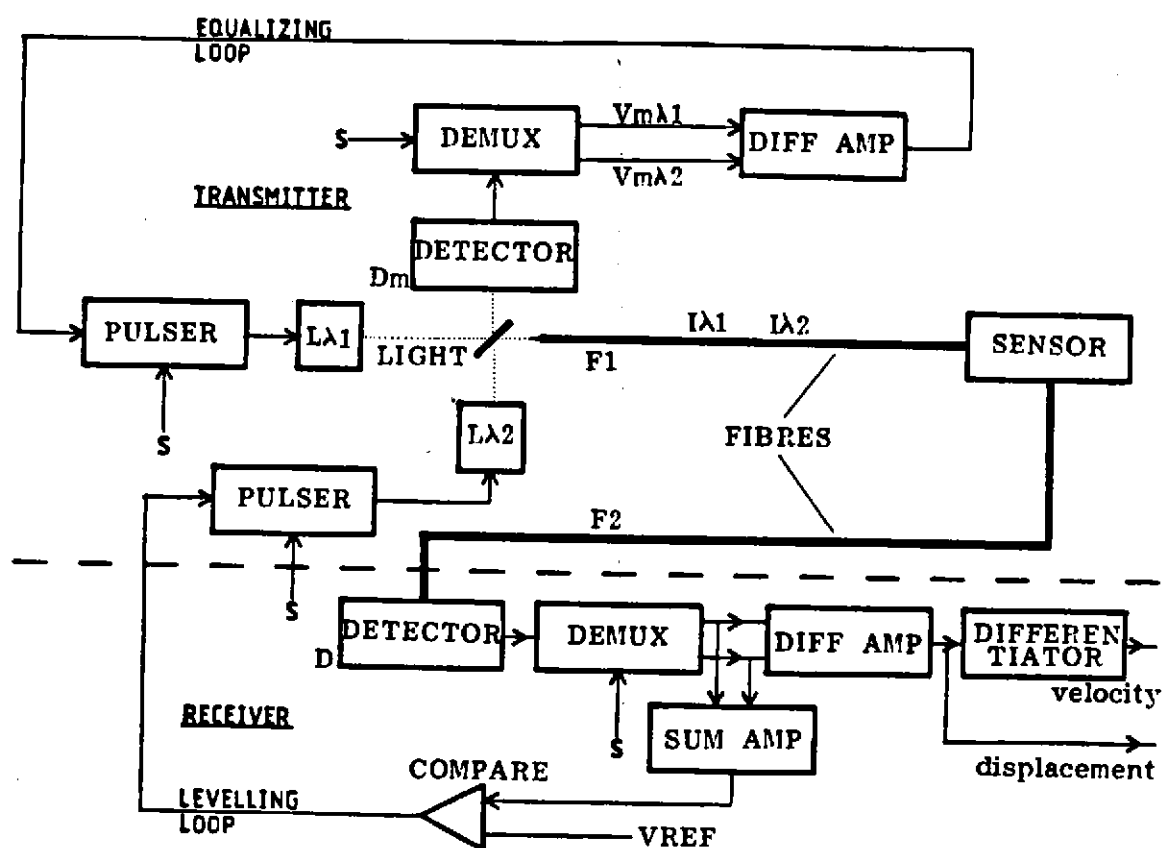 EQUALIZING
LOOP
Vmλ1
S
DEMUX
DIFF AMP
Vmλ2
TRANSMITTER
DETECTOR
Dm
PULSER
Lλ1
LIGHT
Iλ1 Iλ2
F1
SENSOR
S
Lλ2
FIBRES
PULSER
F2
S
DETECTOR
D
DEMUX
DIFF AMP
DIFFEREN
TIATOR
velocity
RECEIVER
S
SUM AMP
displacement
COMPARE
LEVELLING
LOOP
VREF